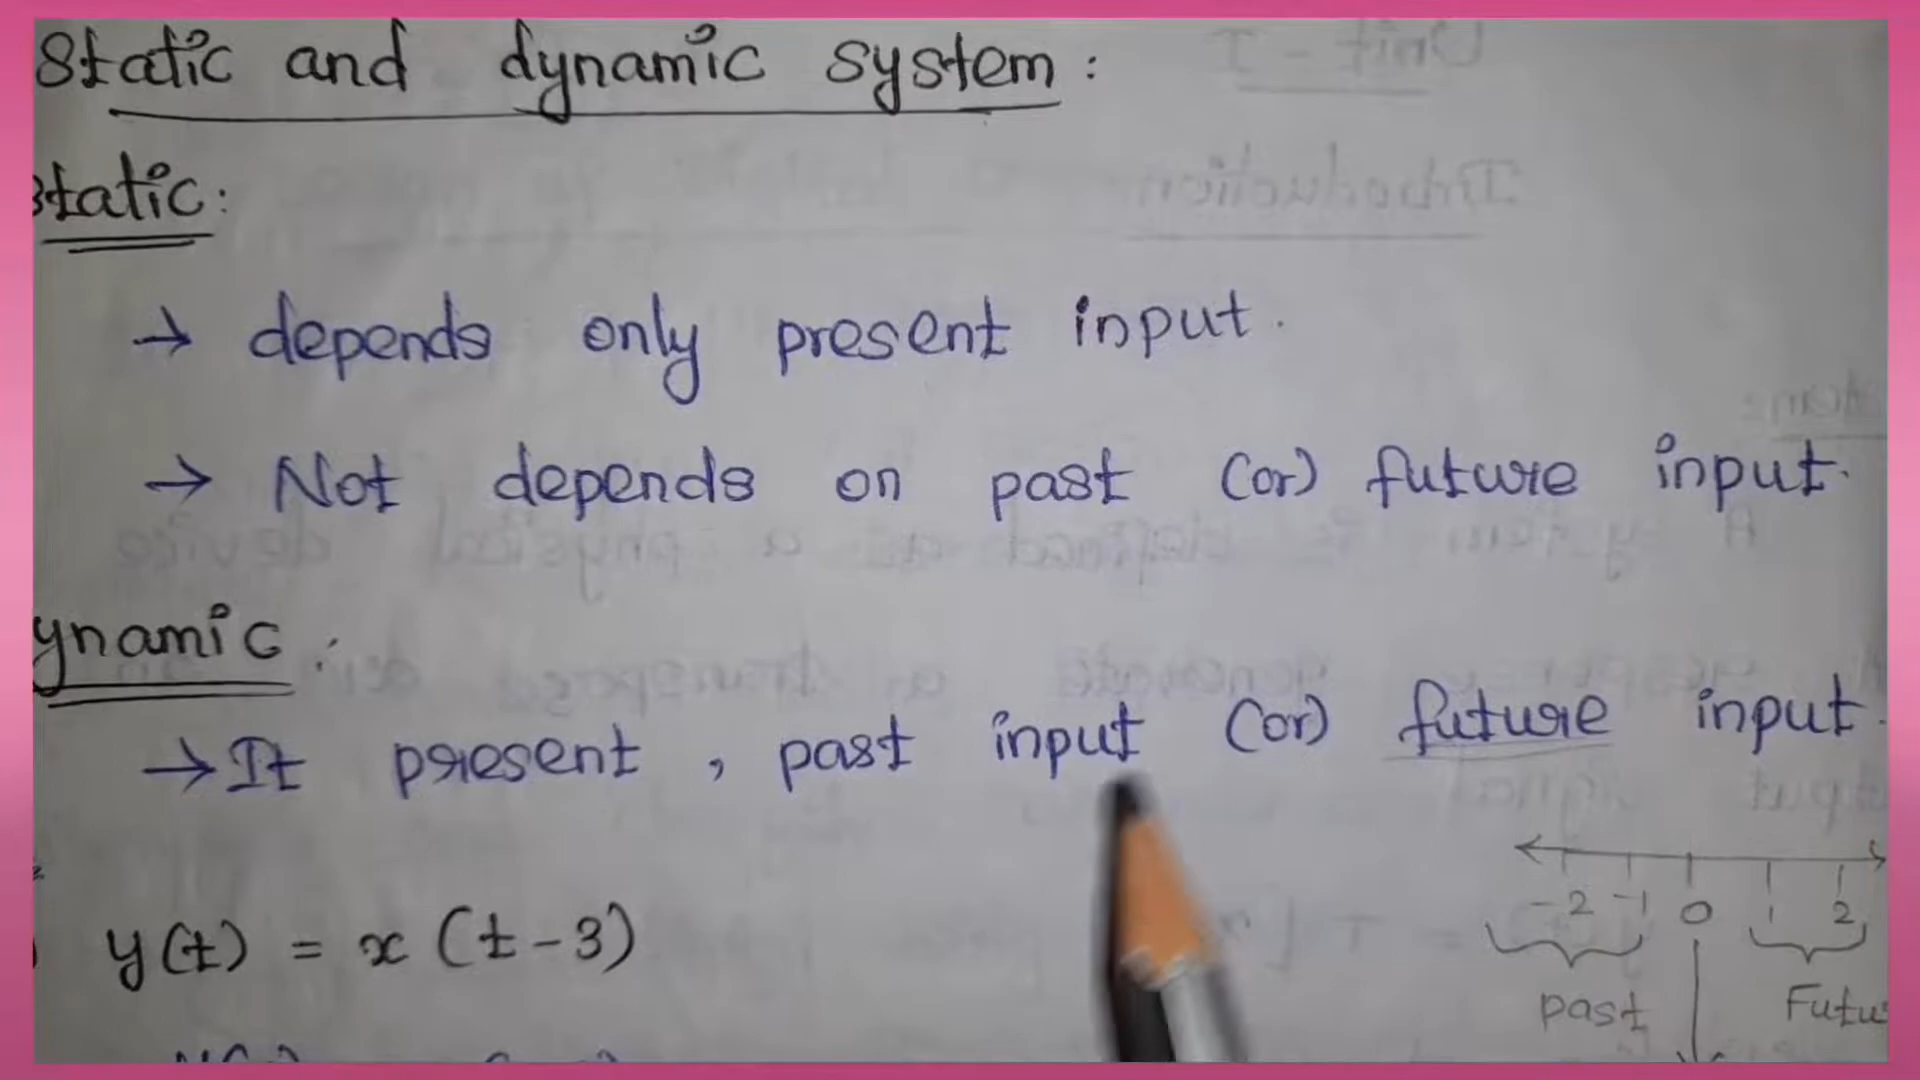 Static and dynamic system:
Static:
→ depends only present input.
→ Not depends on past (or) future input.
ynamic:
→ It present, past input (or) future input.
y(t) = x(t-3)
-2 -1 0 1 2
past Futu